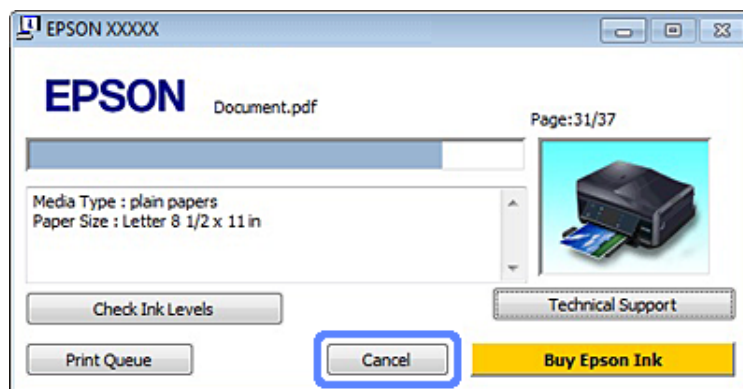 EPSON XXXXX
EPSON
Document.pdf
Page:31/37
Media Type : plain papers
Paper Size : Letter 8 1/2 x 11 in
Check Ink Levels
Technical Support
Print Queue
Cancel
Buy Epson Ink